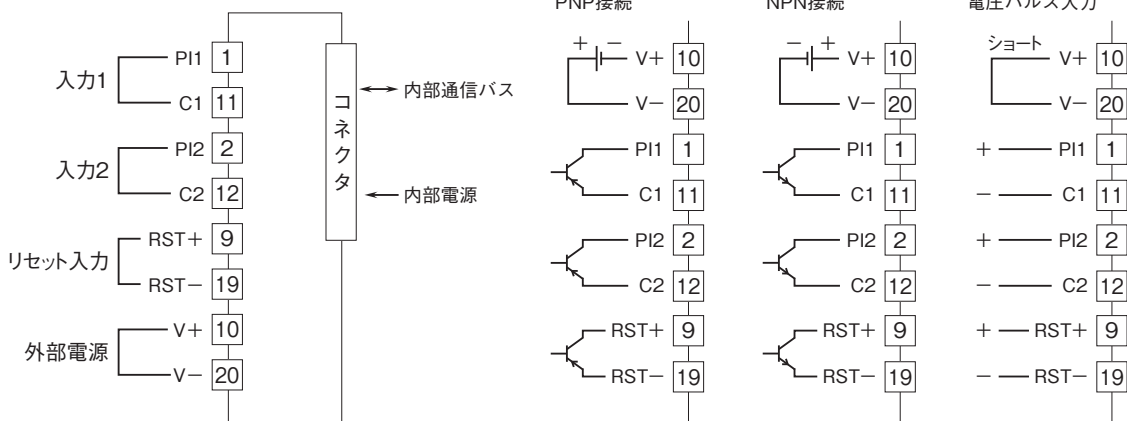 入力1
PI1 1
C1 11
入力2
PI2 2
C2 12
リセット入力
RST+ 9
RST− 19
外部電源
V+ 10
V− 20
コネクタ
内部通信バス
内部電源
PNP接続
+ −
V+ 10
V− 20
PI1 1
C1 11
PI2 2
C2 12
RST+ 9
RST− 19
NPN接続
− +
V+ 10
V− 20
PI1 1
C1 11
PI2 2
C2 12
RST+ 9
RST− 19
電圧パルス入力
ショート
V+ 10
V− 20
+ PI1 1
− C1 11
+ PI2 2
− C2 12
+ RST+ 9
− RST− 19